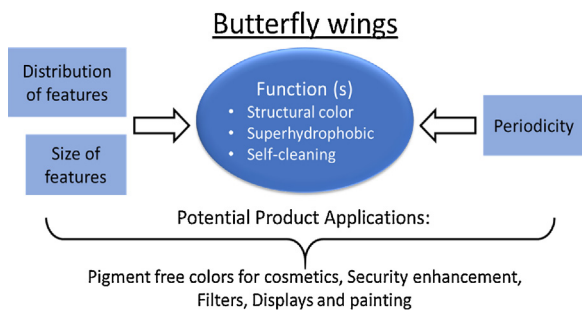 Butterfly wings
Distribution
of features
Size of
features
Function (s)
• Structural color
• Superhydrophobic
• Self-cleaning
Periodicity
Potential Product Applications:
Pigment free colors for cosmetics, Security enhancement,
Filters, Displays and painting